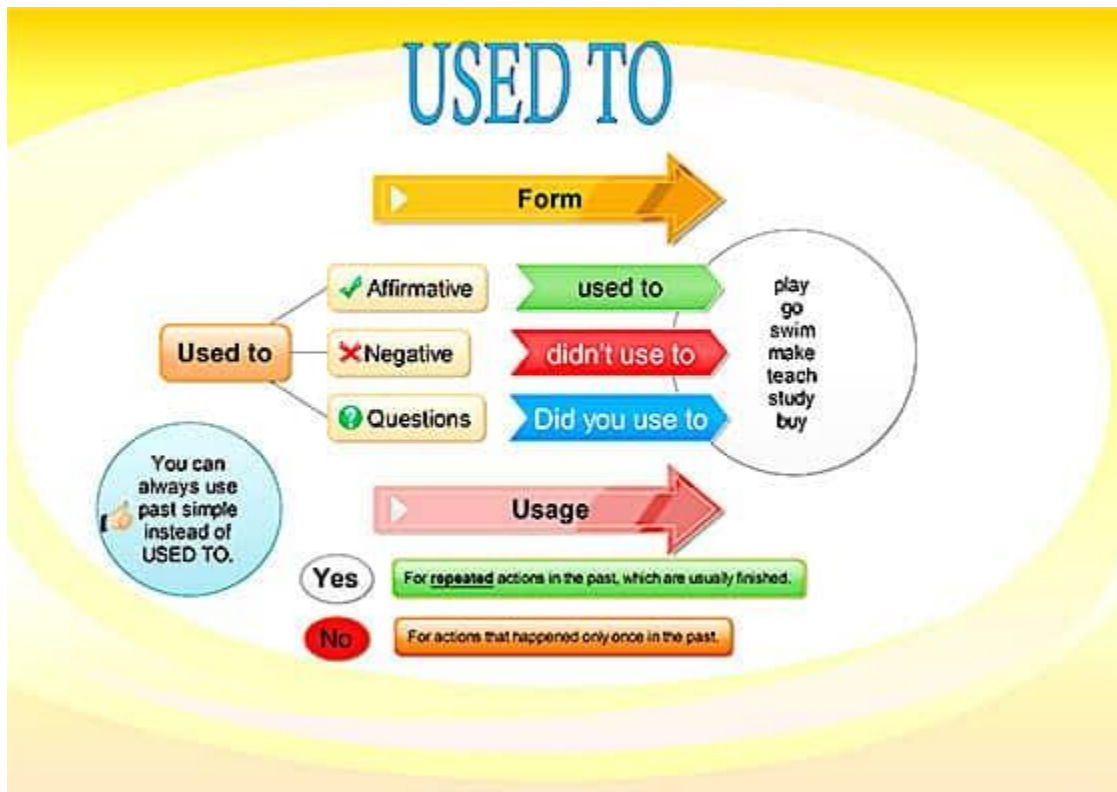 USED TO
Form
Used to
Affirmative
used to
Negative
didn't use to
Questions
Did you use to
play
go
swim
make
teach
study
buy
You can
always use
past simple
instead of
USED TO.
Usage
Yes
For repeated actions in the past, which are usually finished.
No
For actions that happened only once in the past.